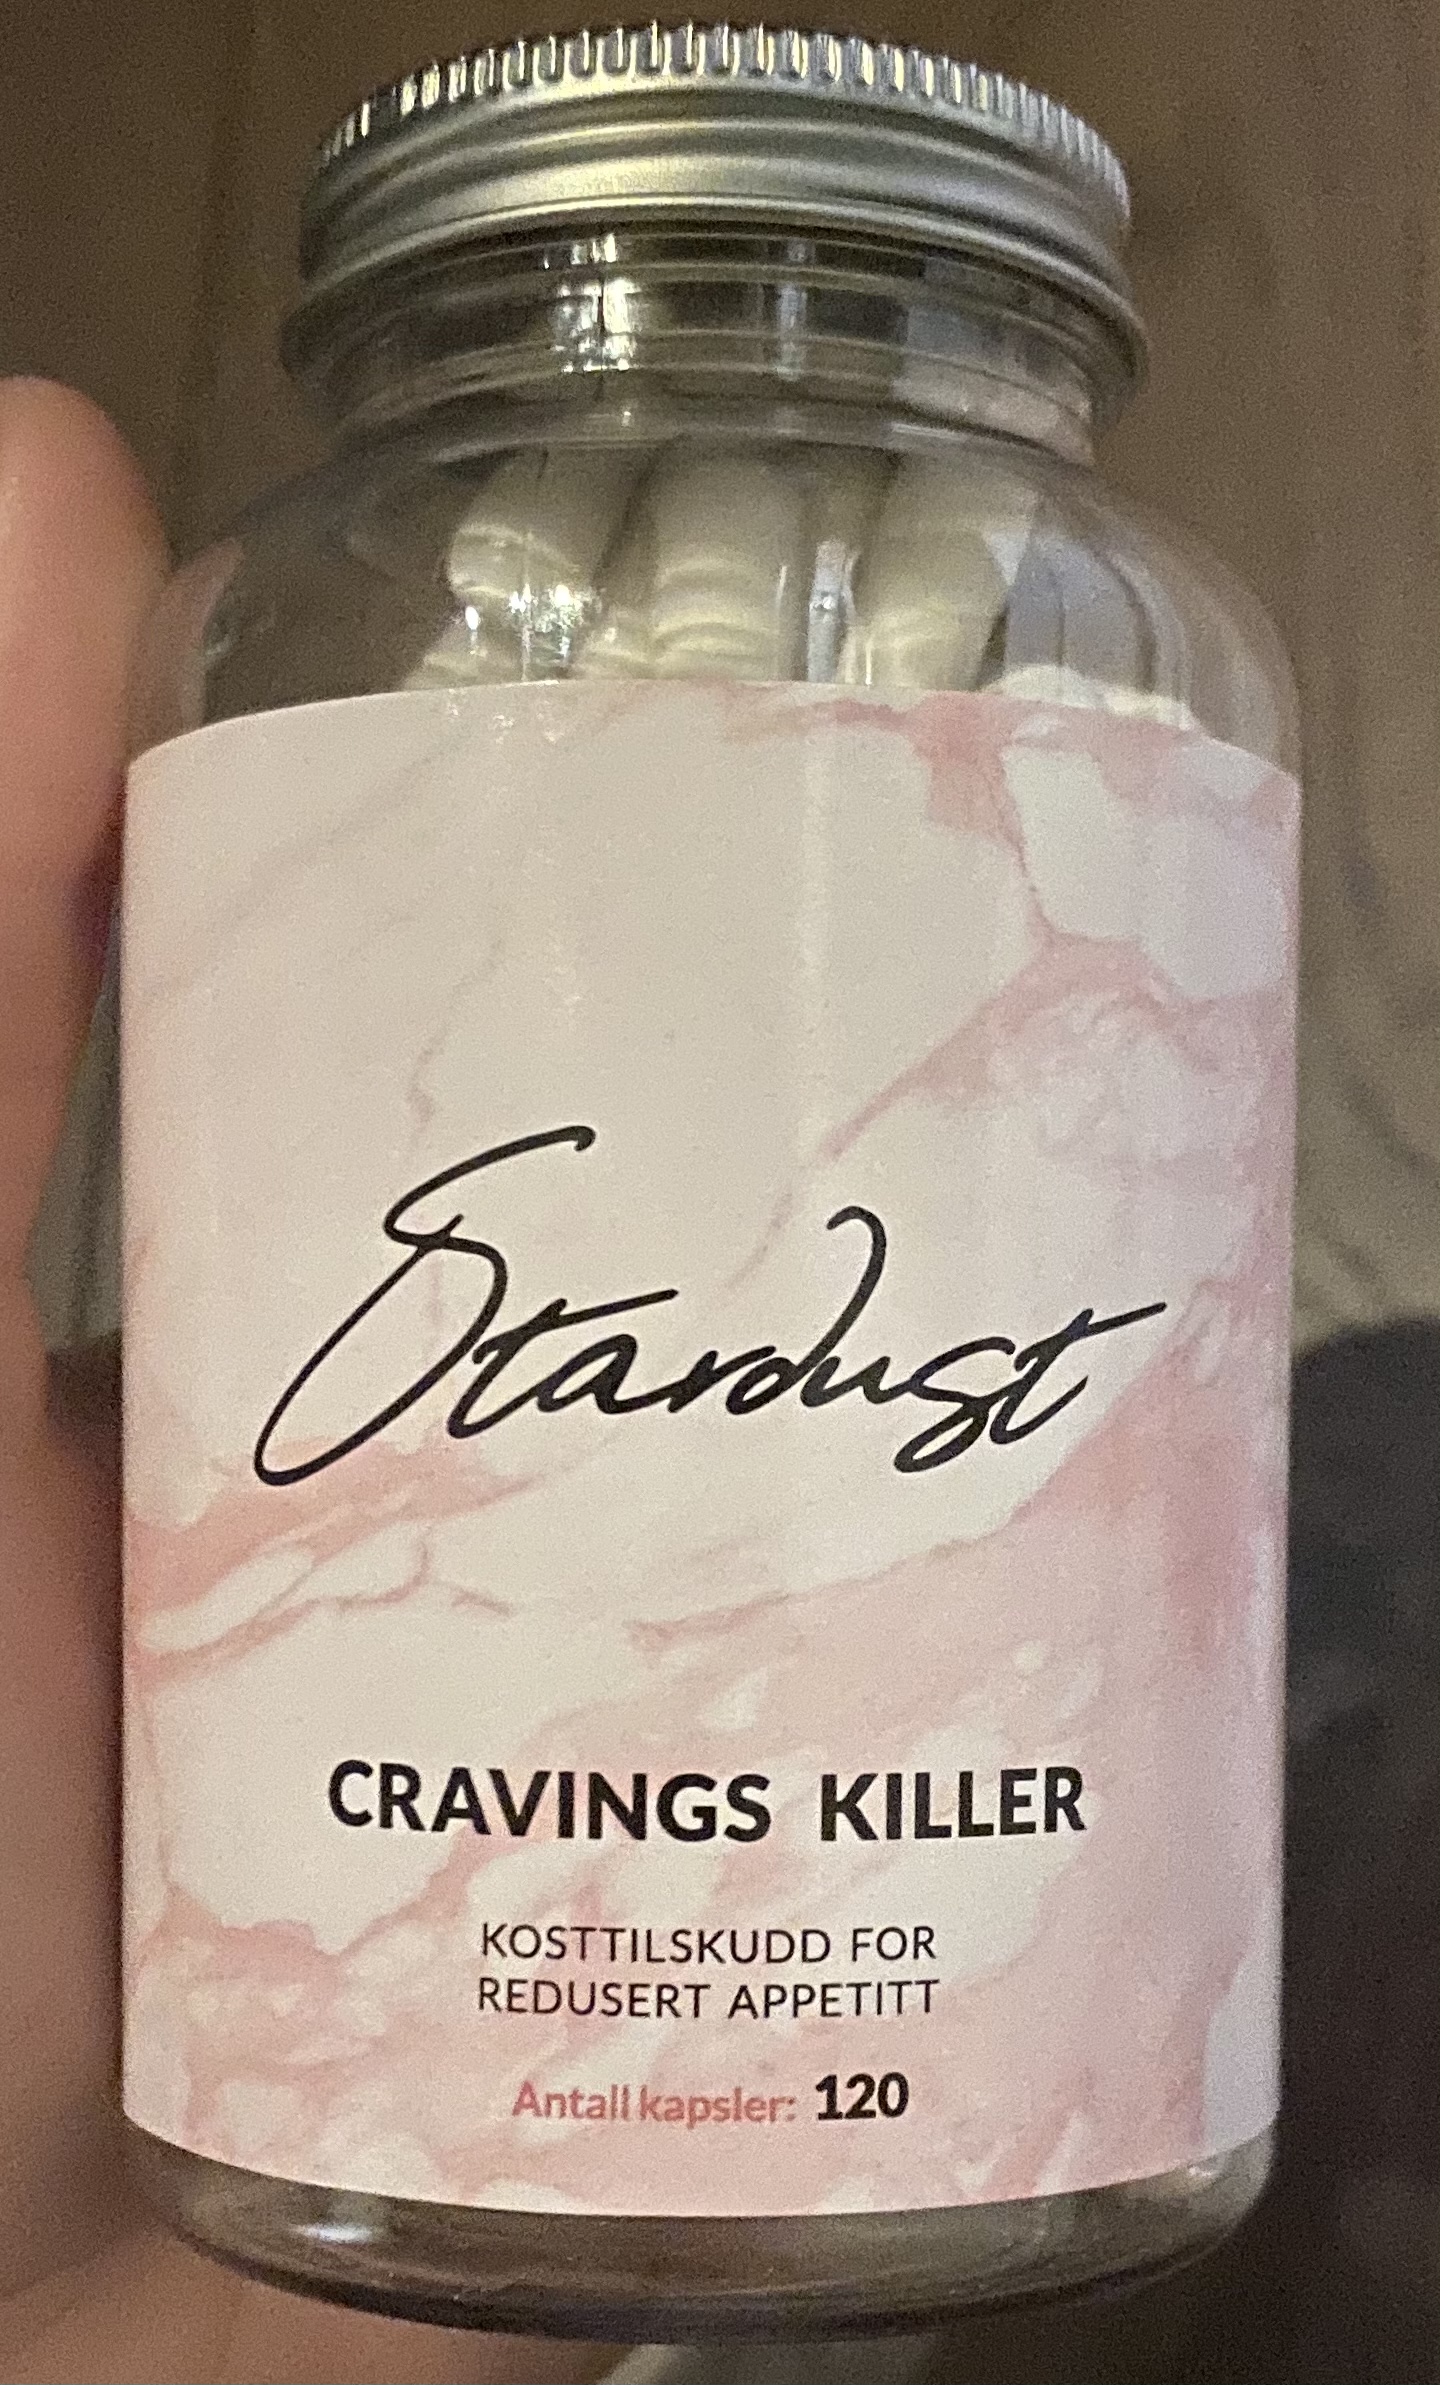 Stardust
CRAVINGS KILLER
KOSTTILSKUDD FOR
REDUSERT APPETITT
Antall kapsler: 120